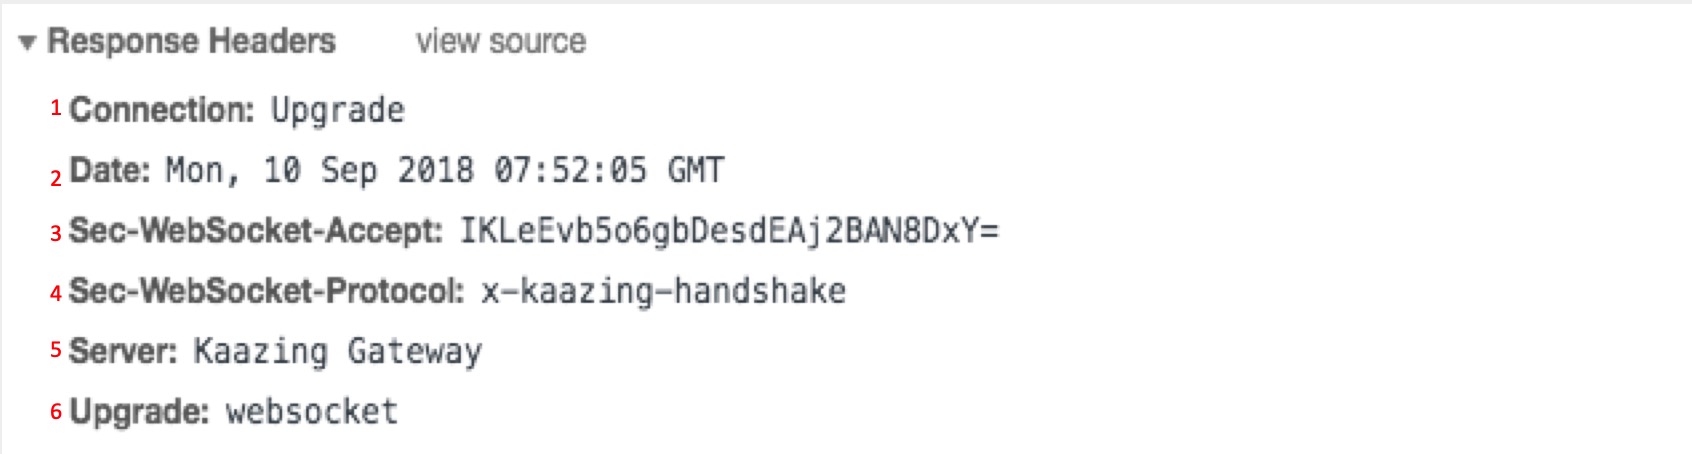 ▼ Response Headers view source
1 Connection: Upgrade
2 Date: Mon, 10 Sep 2018 07:52:05 GMT
3 Sec-WebSocket-Accept: IKLeEvb5o6gbDesdEAj2BAN8DxY=
4 Sec-WebSocket-Protocol: x-kaazing-handshake
5 Server: Kaazing Gateway
6 Upgrade: websocket